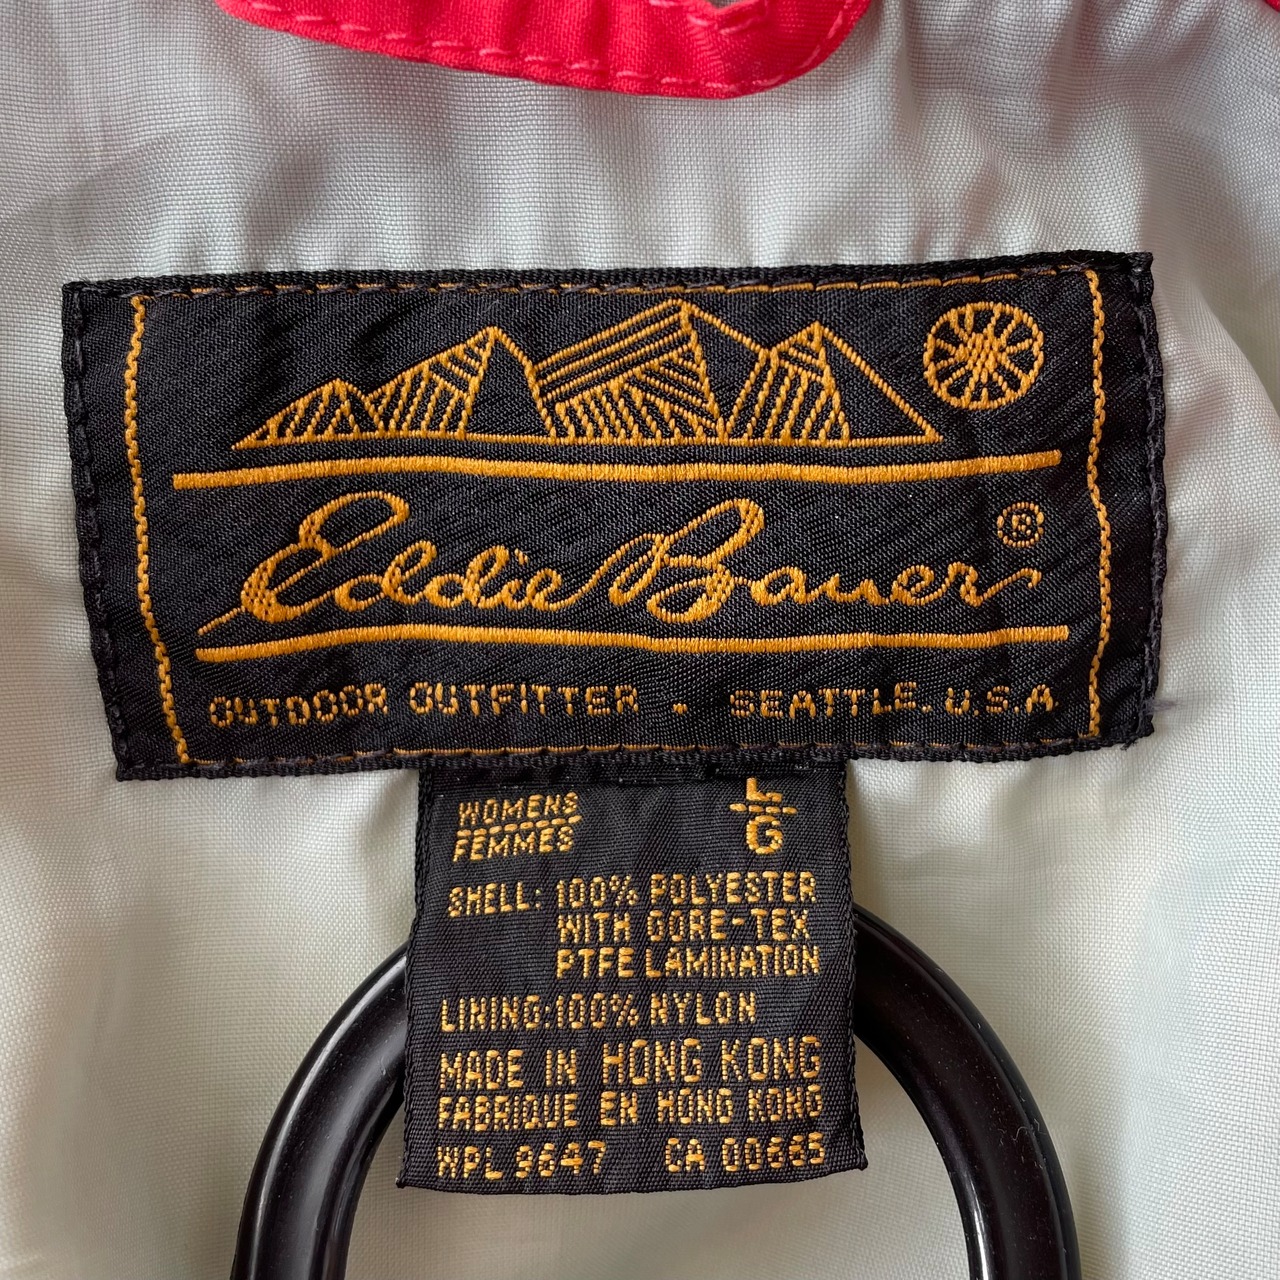 Eddie Bauer ®
OUTDOOR OUTFITTER . SEATTLE. U.S.A
WOMENS
FEMMES
L
G
SHELL: 100% POLYESTER
WITH GORE-TEX
PTFE LAMINATION
LINING: 100% NYLON
MADE IN HONG KONG
FABRIQUE EN HONG KONG
WPL 9647 CA 00665